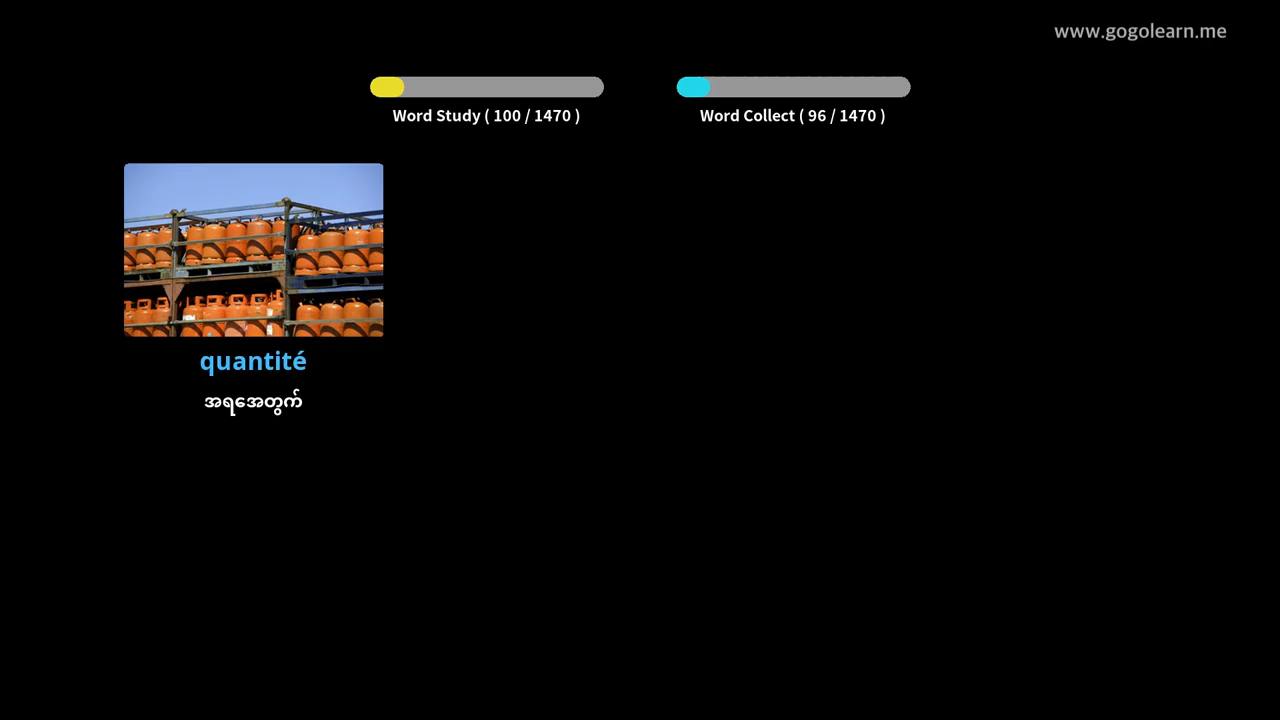 www.gogolearn.me
Word Study ( 100 / 1470 )
Word Collect ( 96 / 1470 )
quantité
အရအေတွက်